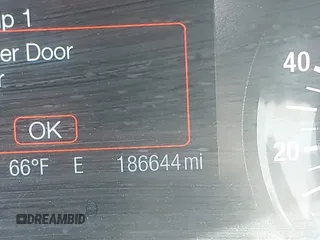 p 1
er Door
r
OK
66°F E 186644 mi
40
20
DREAMBID